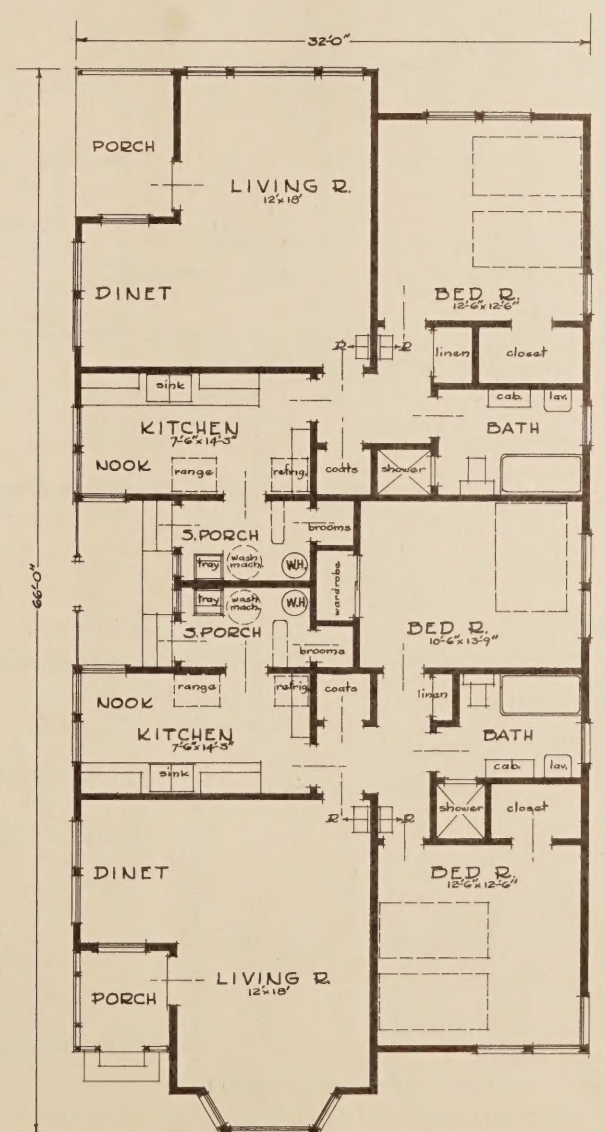 32'-0"
66'-0"
PORCH
LIVING R.
12'x18'
DINET
BED R.
12'-6"x12'-6"
R R
linen
closet
sink
KITCHEN
7'-6"x14'-3"
NOOK
range
refrig.
coats
shower
cab.
lav.
BATH
S.PORCH
brooms
tray
wash
mach.
W.H.
wardrobe
BED R.
10'-6"x13'-9"
tray
wash
mach.
W.H
S.PORCH
brooms
range
refrig
coats
linen
NOOK
KITCHEN
7'-6"x14'-3"
BATH
sink
cab.
lav.
shower
closet
R R
DINET
BED R.
12'-6"x12'-6"
LIVING R.
12'x18'
PORCH